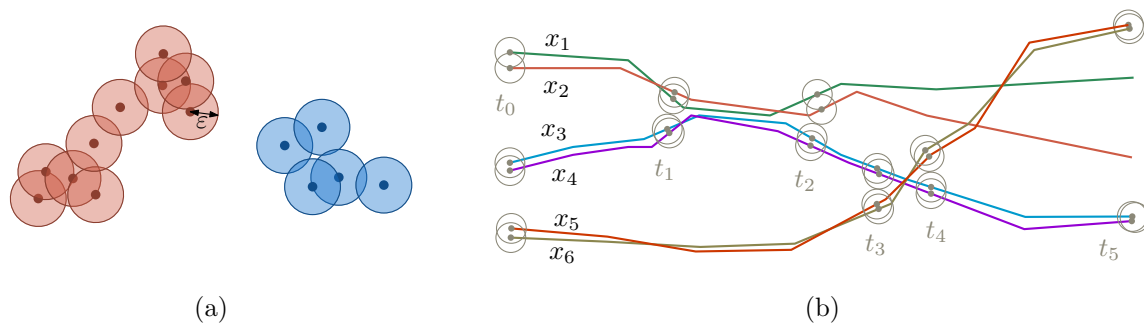 ε
x₁
x₂
x₃
x₄
x₅
x₆
t₀
t₁
t₂
t₃
t₄
t₅
(a)
(b)